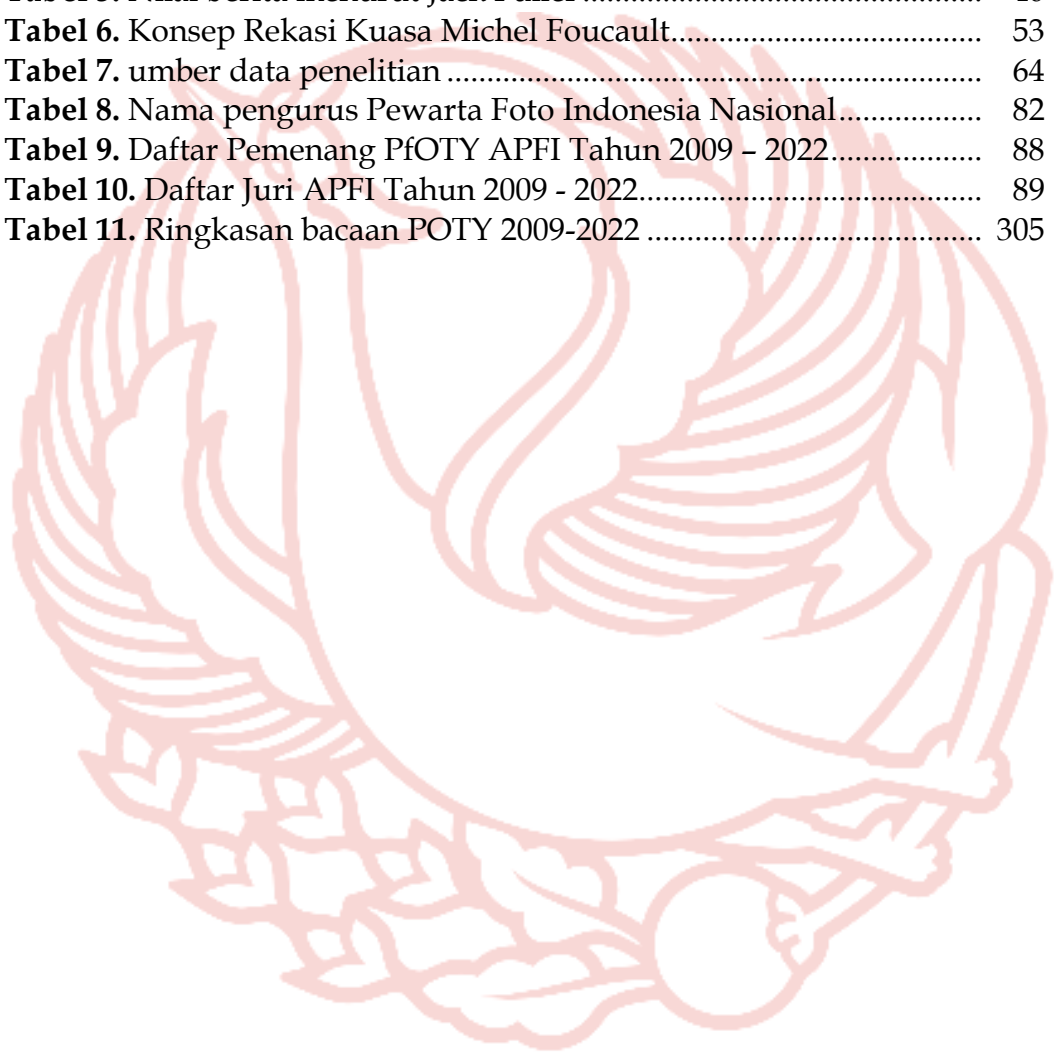 Tabel 6. Konsep Rekasi Kuasa Michel Foucault.................................. 53
Tabel 7. umber data penelitian ........................................................... 64
Tabel 8. Nama pengurus Pewarta Foto Indonesia Nasional................ 82
Tabel 9. Daftar Pemenang PfOTY APFI Tahun 2009 – 2022................. 88
Tabel 10. Daftar Juri APFI Tahun 2009 - 2022...................................... 89
Tabel 11. Ringkasan bacaan POTY 2009-2022 ..................................... 305